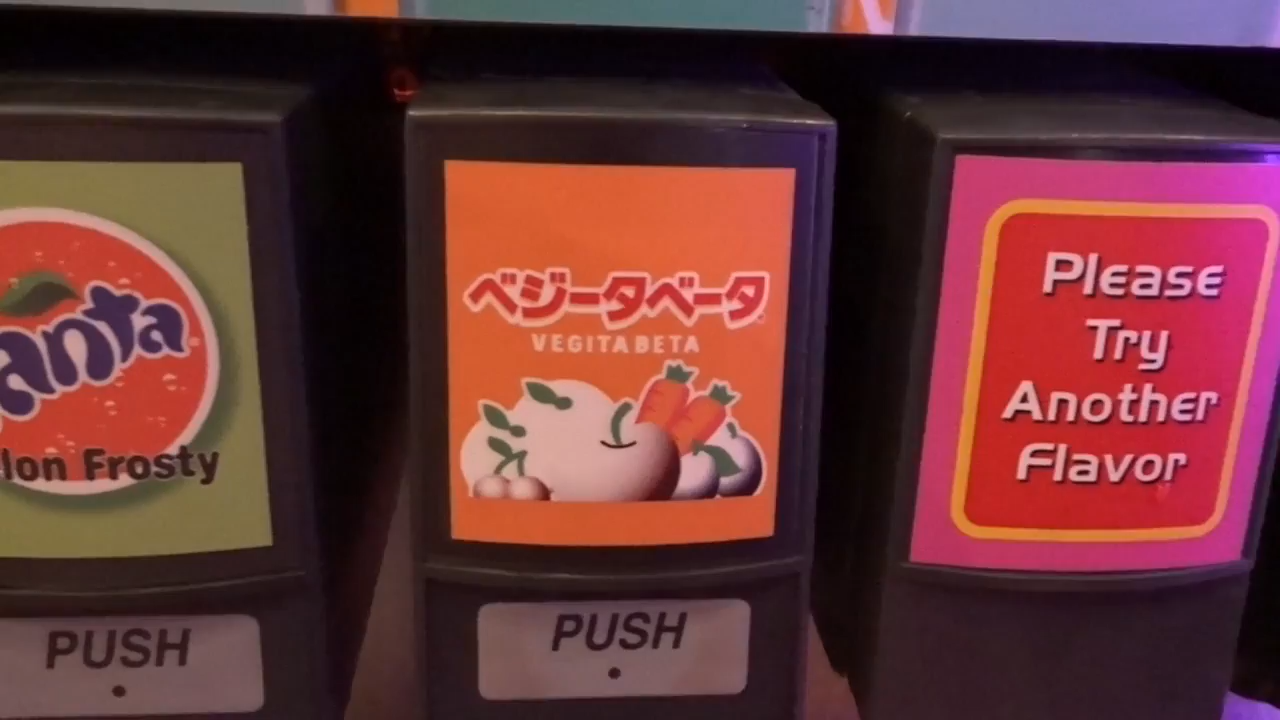 anta
lon Frosty
PUSH
ベジータベータ
VEGITABETA
PUSH
Please
Try
Another
Flavor